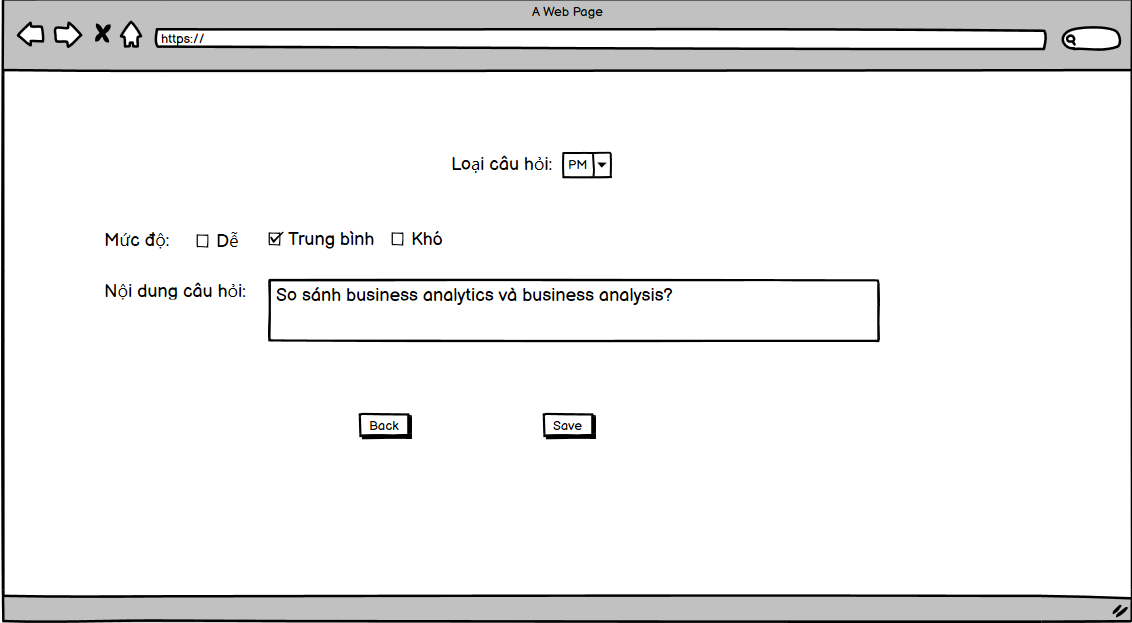 A Web Page
https://
Loại câu hỏi: PM
Mức độ: Dễ Trung bình Khó
Nội dung câu hỏi: So sánh business analytics và business analysis?
Back Save